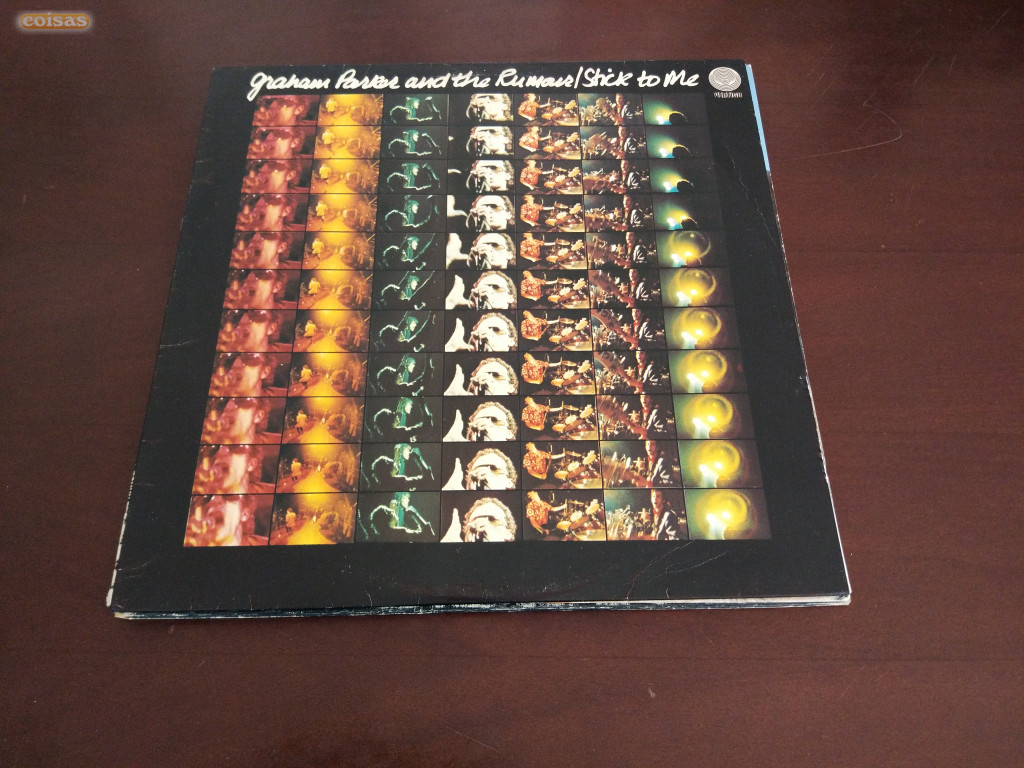 coisas
Graham Parker and the Rumour/Stick to Me